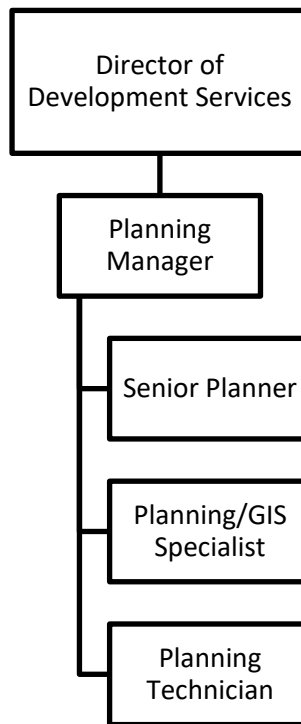 Director of
Development Services
Planning
Manager
Senior Planner
Planning/GIS
Specialist
Planning
Technician